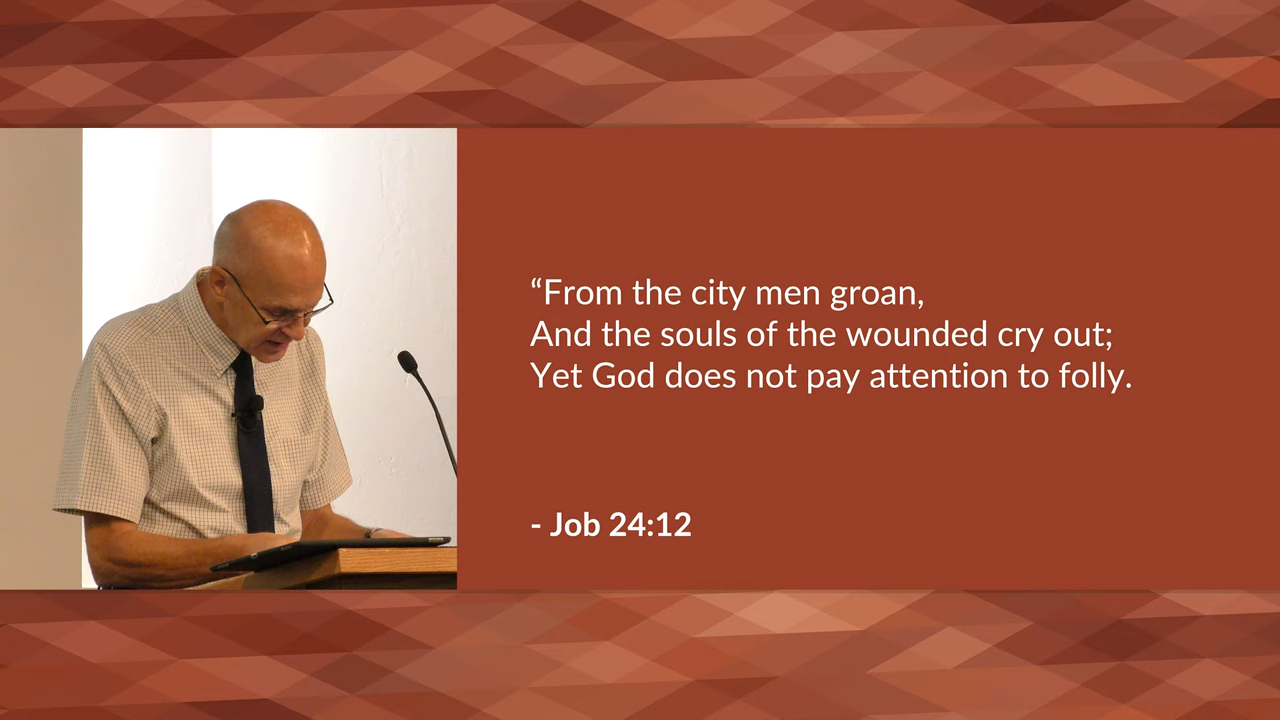 “From the city men groan,
And the souls of the wounded cry out;
Yet God does not pay attention to folly.
- Job 24:12